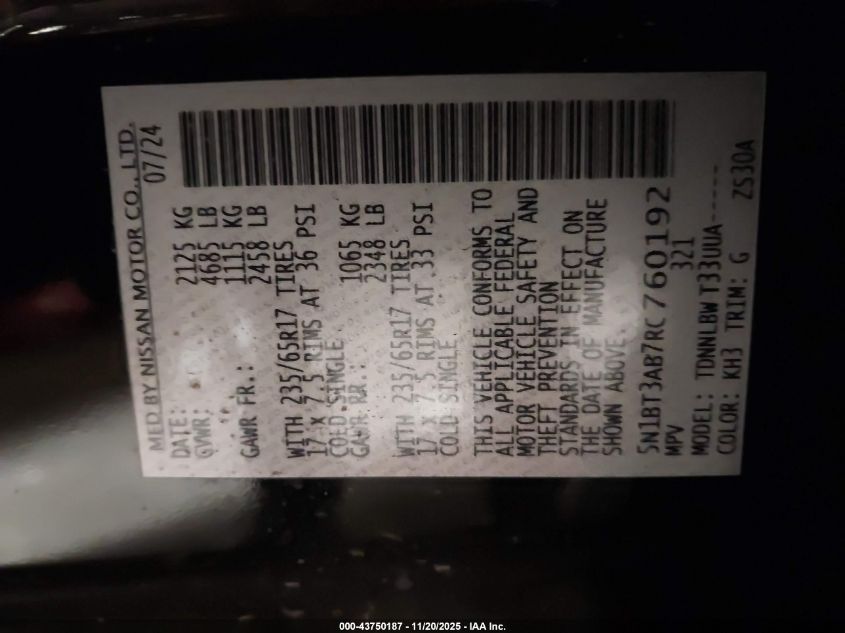 MFD BY NISSAN MOTOR CO., LTD.
DATE: 07/24
GVWR: 2125 KG
4685 LB
GAWR FR.: 1115 KG
2458 LB
WITH 235/65R17 TIRES
17 X 7.5 RIMS AT 36 PSI
COLD SINGLE
GAWR RR.: 1065 KG
2348 LB
WITH 235/65R17 TIRES
17 X 7.5 RIMS AT 33 PSI
COLD SINGLE
THIS VEHICLE CONFORMS TO
ALL APPLICABLE FEDERAL
MOTOR VEHICLE SAFETY AND
THEFT PREVENTION
STANDARDS IN EFFECT ON
THE DATE OF MANUFACTURE
SHOWN ABOVE.
5N1BT3AB7RC760192
MPV 321
MODEL: TDNNLBW T33UUA-----
COLOR: KH3 TRIM: G ZS30A
000-43750187 - 11/20/2025 - IAA Inc.